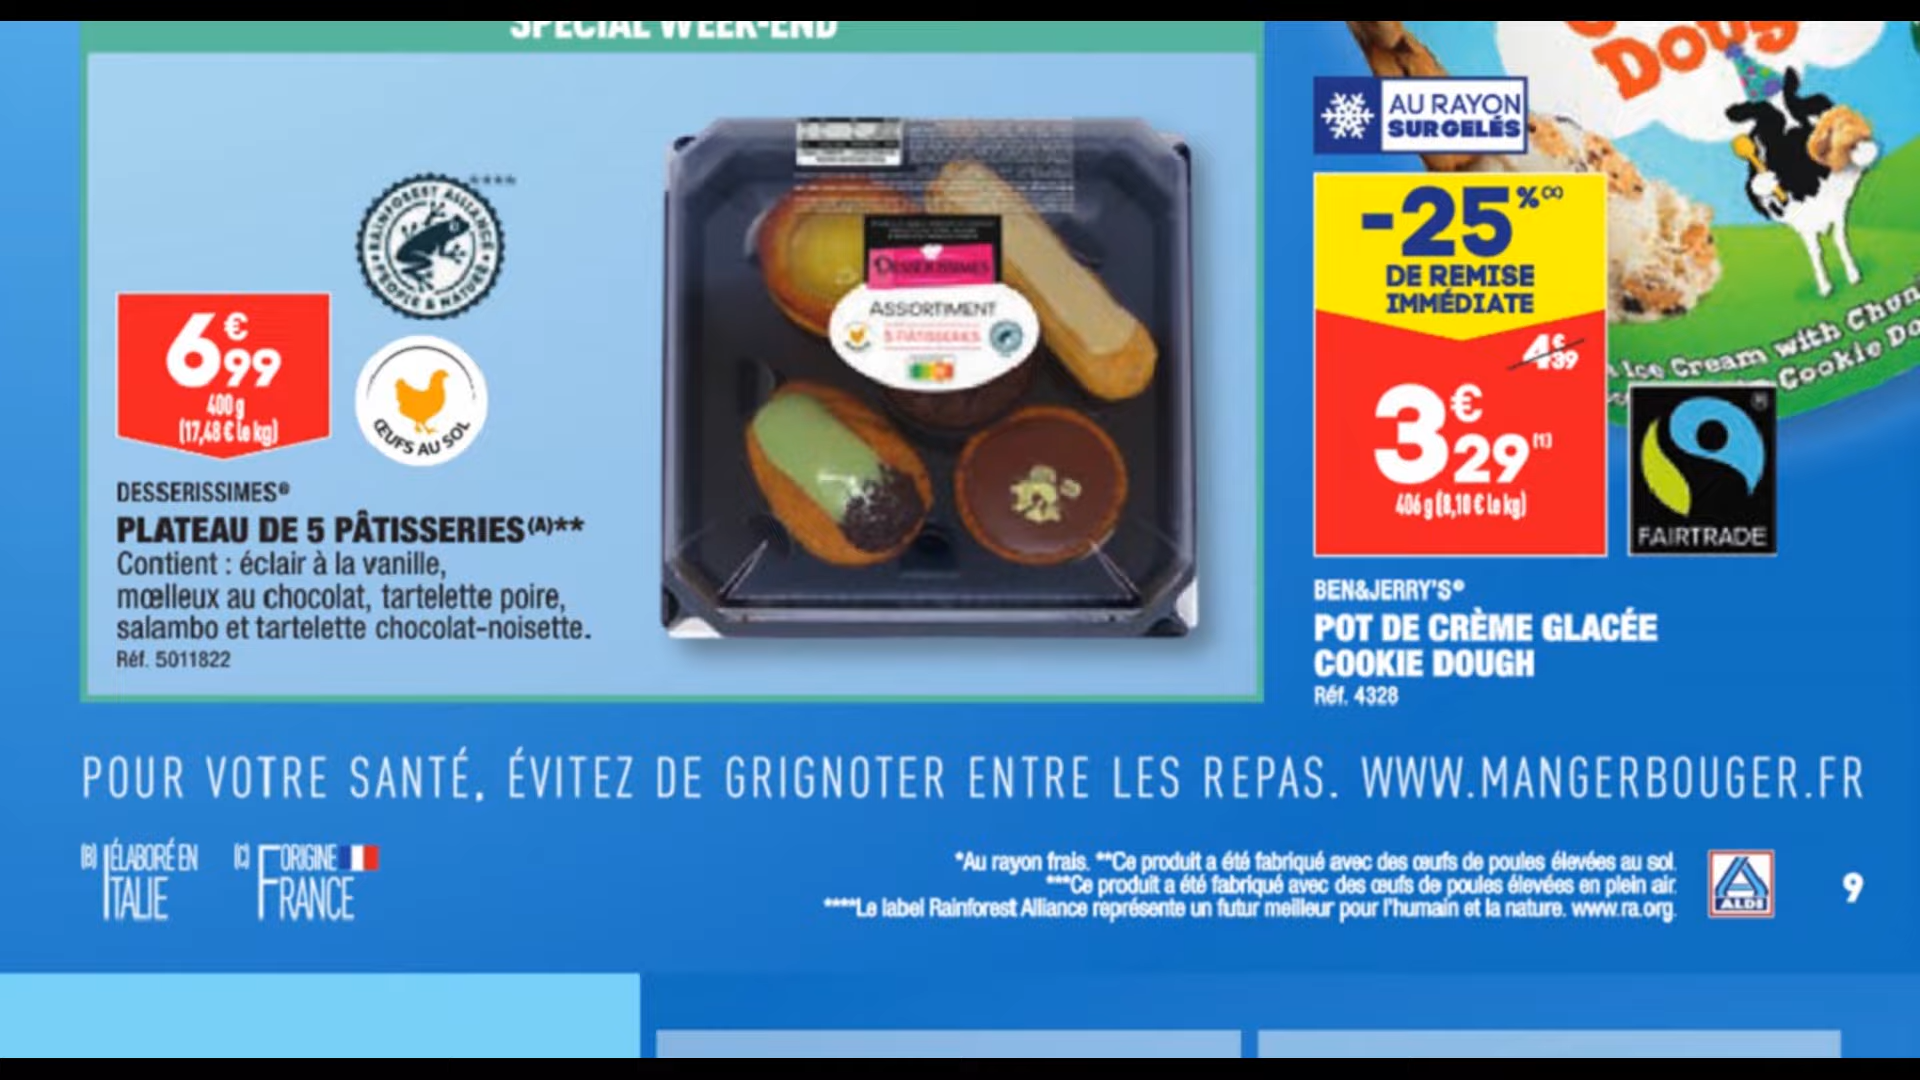 SPÉCIAL WEEK-END
RAINFOREST ALLIANCE
PEOPLE & NATURE
****
6€99
400 g
(17,48 € le kg)
ŒUFS AU SOL
DESSERISSIMES®
PLATEAU DE 5 PÂTISSERIES(A)**
Contient : éclair à la vanille,
mœlleux au chocolat, tartelette poire,
salambo et tartelette chocolat-noisette.
Réf. 5011822
DESSERISSIMES
ASSORTIMENT
5 PÂTISSERIES
Dough
AU RAYON
SURGELÉS
-25%(X)
DE REMISE
IMMÉDIATE
4€39
3€29(1)
406 g (8,10 € le kg)
Ice Cream with Chun
Cookie Do
FAIRTRADE
BEN&JERRY'S®
POT DE CRÈME GLACÉE
COOKIE DOUGH
Réf. 4328
POUR VOTRE SANTÉ, ÉVITEZ DE GRIGNOTER ENTRE LES REPAS. WWW.MANGERBOUGER.FR
(B) ÉLABORÉ EN
ITALIE
(C) ORIGINE
FRANCE
*Au rayon frais. **Ce produit a été fabriqué avec des œufs de poules élevées au sol.
***Ce produit a été fabriqué avec des œufs de poules élevées en plein air.
****Le label Rainforest Alliance représente un futur meilleur pour l'humain et la nature. www.ra.org.
ALDI
9